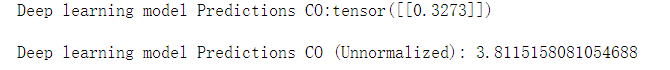 Deep learning model Predictions CO:tensor([[0.3273]])
Deep learning model Predictions CO (Unnormalized): 3.8115158081054688